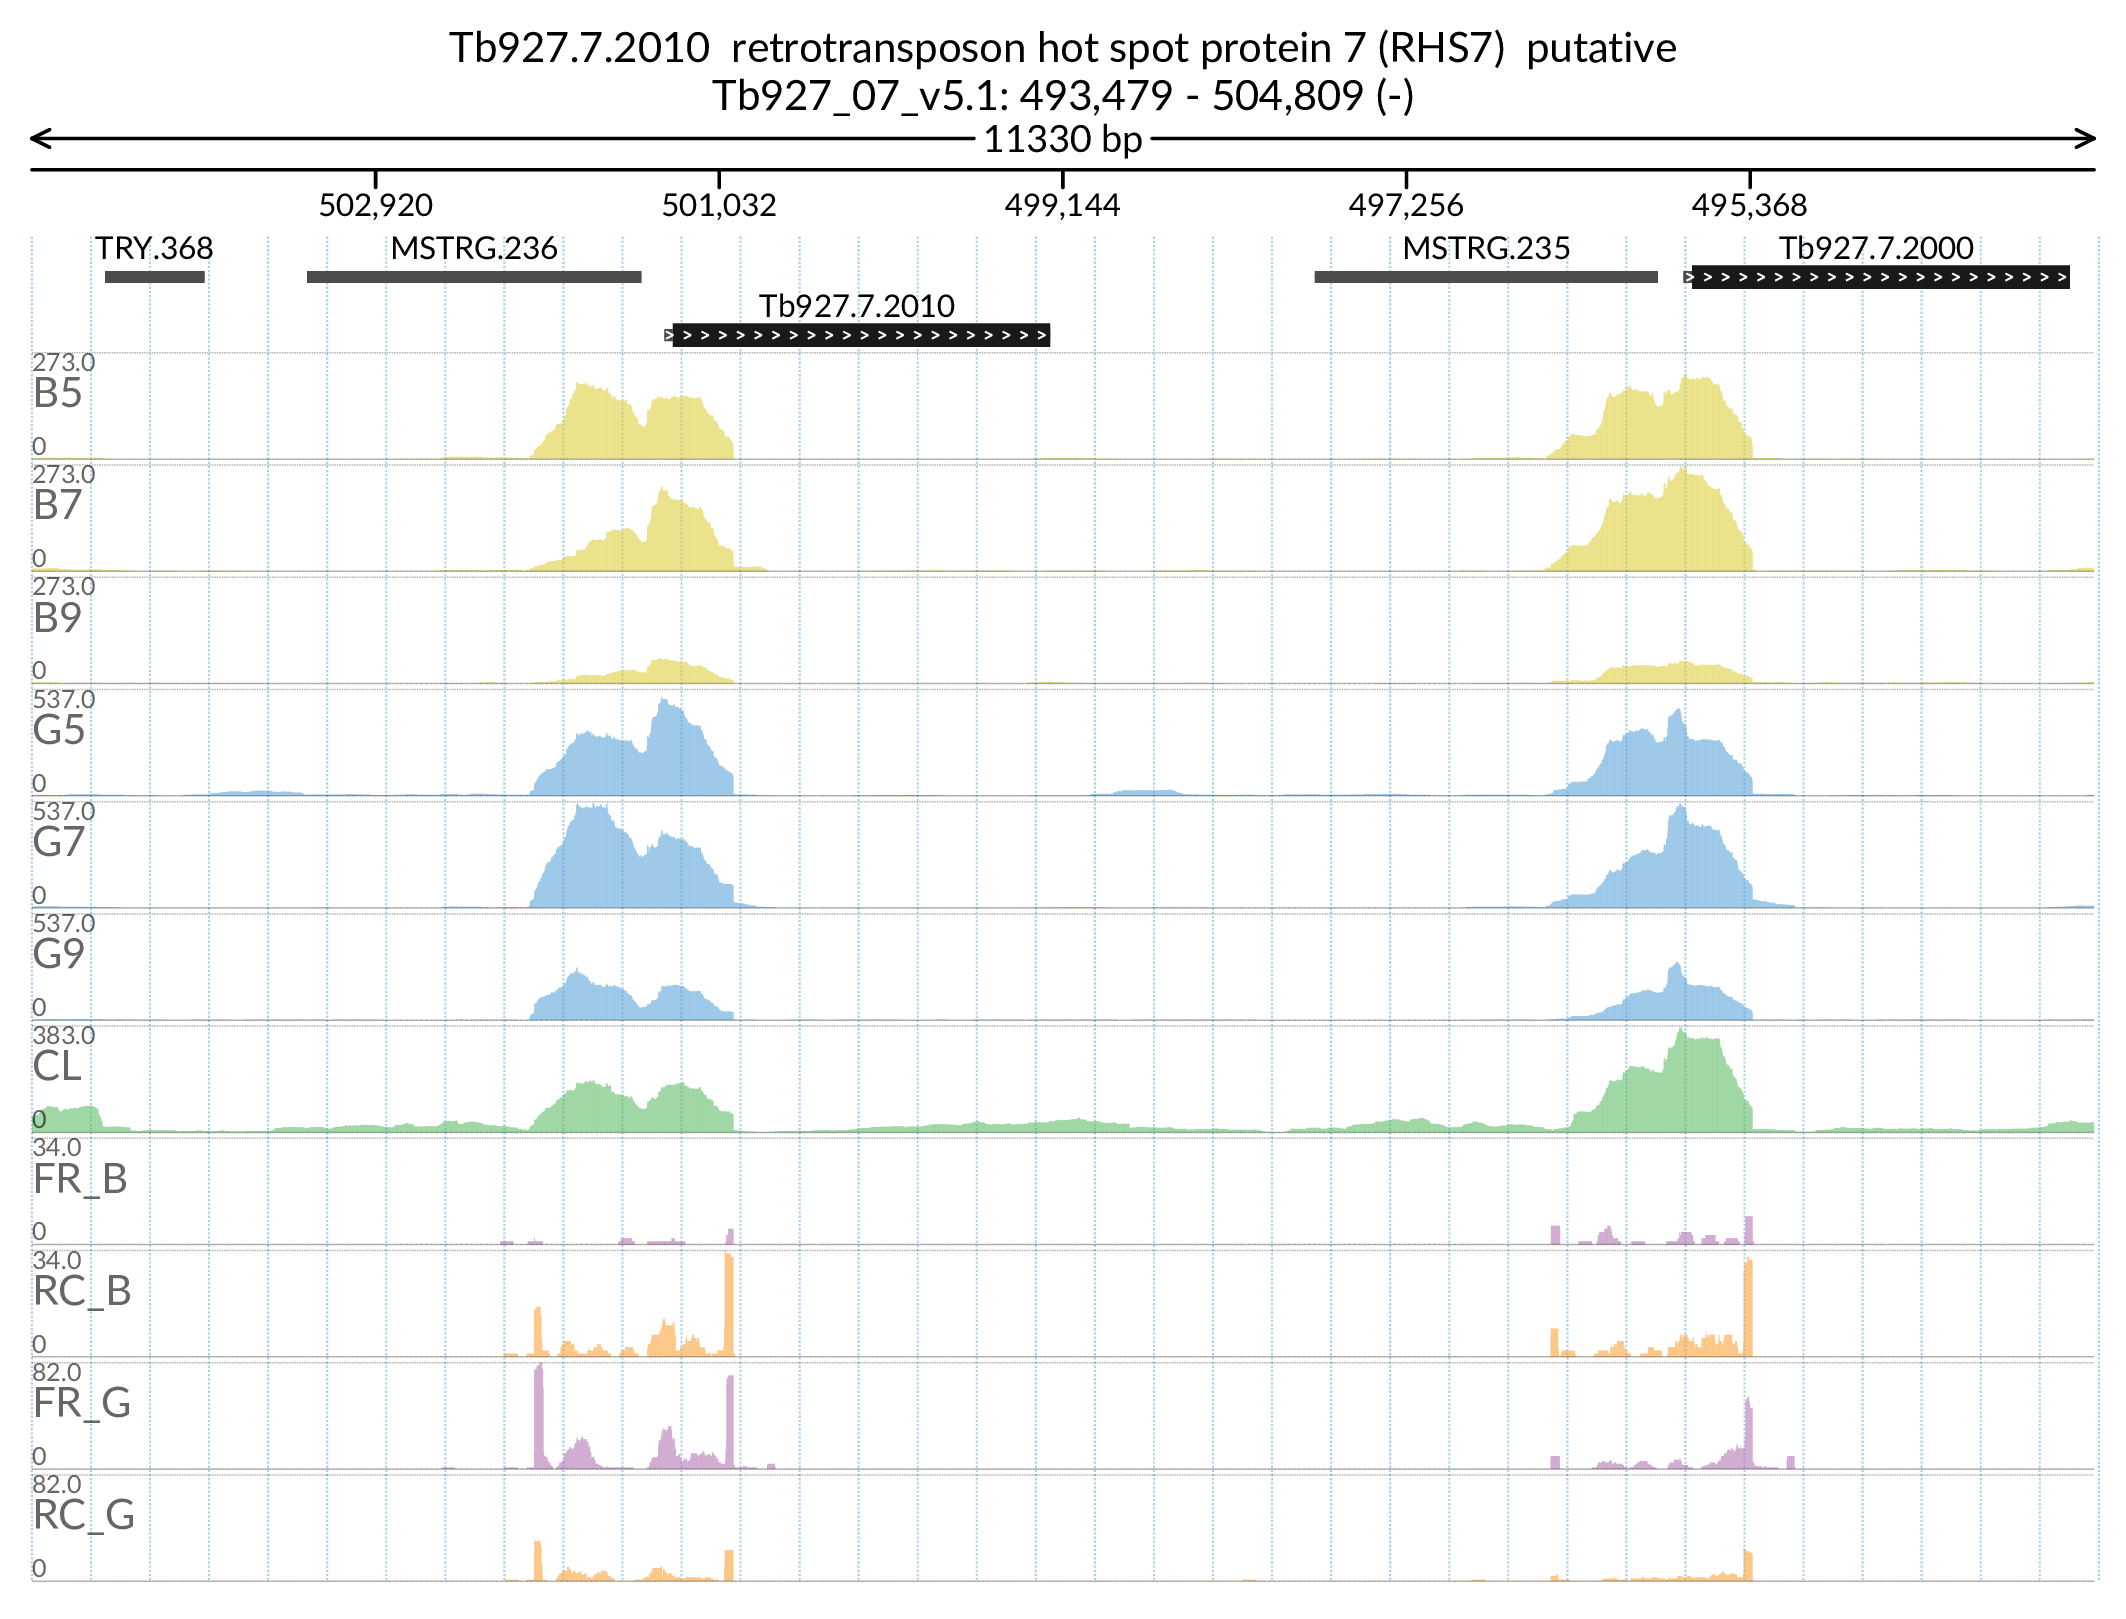 Tb927.7.2010  retrotransposon hot spot protein 7 (RHS7)  putative
Tb927_07_v5.1: 493,479 - 504,809 (-)
11330 bp
502,920 501,032 499,144 497,256 495,368
TRY.368 MSTRG.236 MSTRG.235 Tb927.7.2000
Tb927.7.2010
273.0
B5
0
273.0
B7
0
273.0
B9
0
537.0
G5
0
537.0
G7
0
537.0
G9
0
383.0
CL
0
34.0
FR_B
0
34.0
RC_B
0
82.0
FR_G
0
82.0
RC_G
0